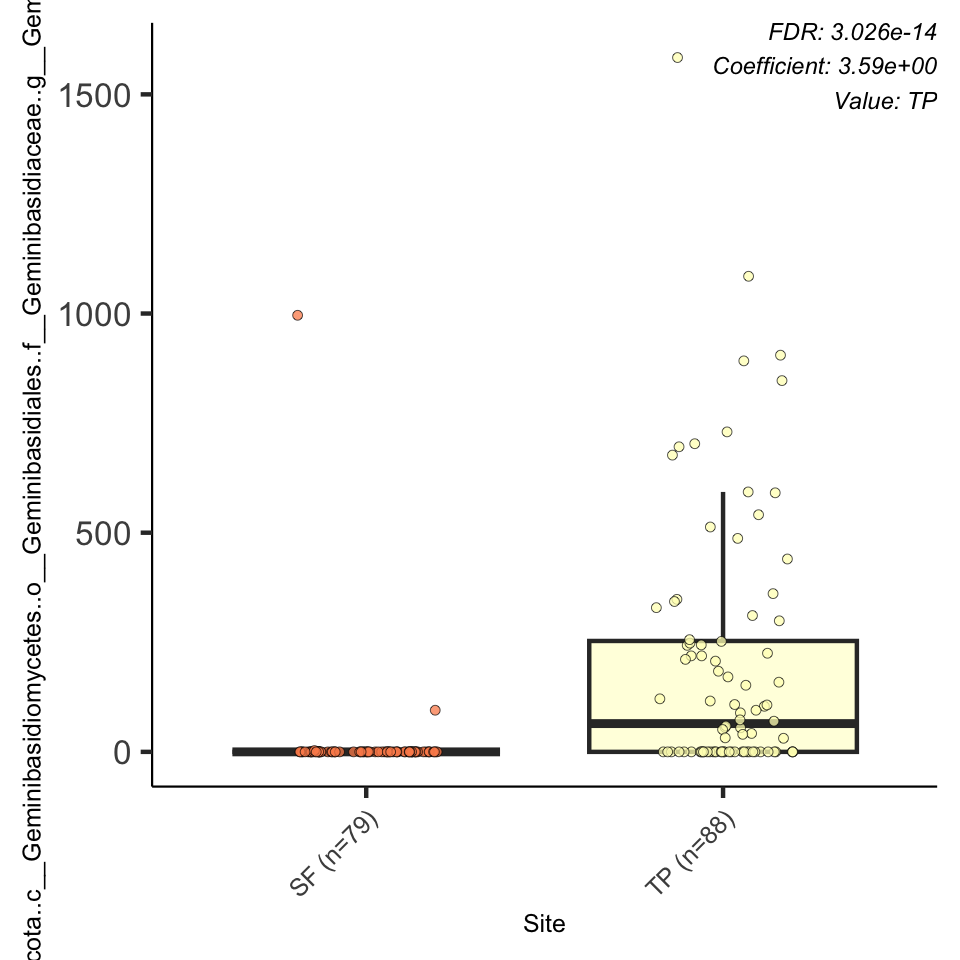 FDR: 3.026e-14
Coefficient: 3.59e+00
Value: TP
cota..c__Geminibasidiomycetes..o__Geminibasidiales..f__Geminibasidiaceae..g__Gem
1500
1000
500
0
SF (n=79)
TP (n=88)
Site